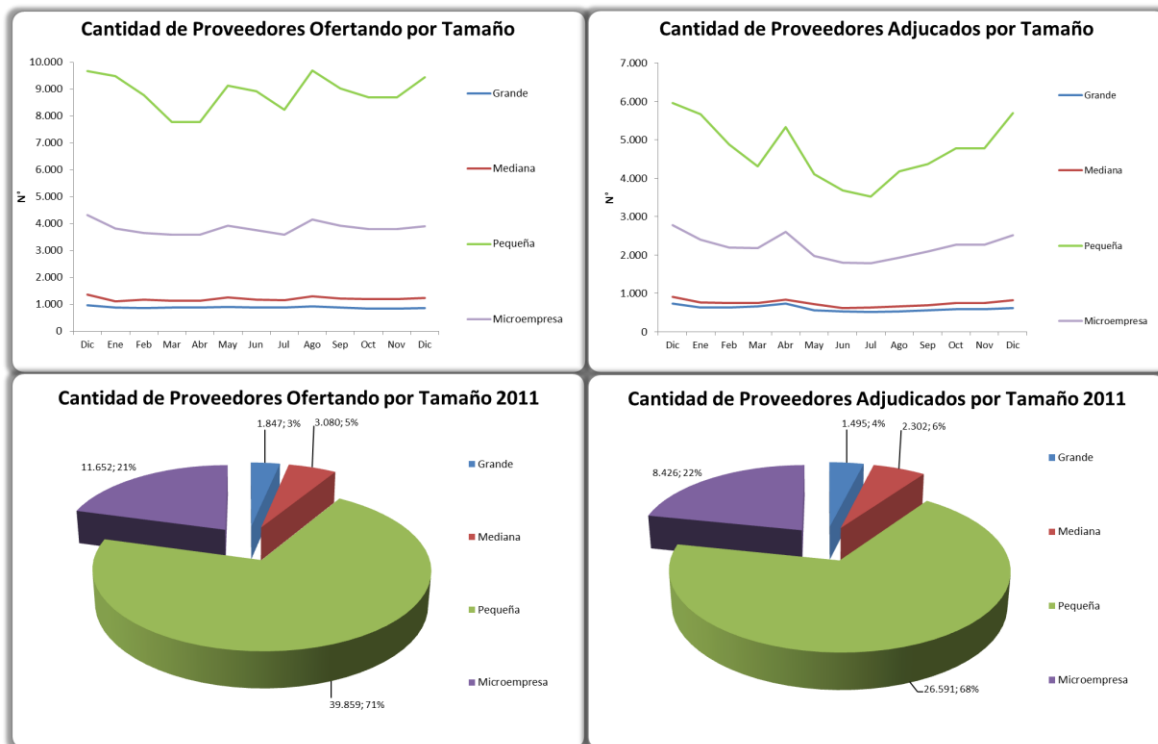 Cantidad de Proveedores Ofertando por Tamaño
10.000
9.000
8.000
7.000
6.000
5.000
4.000
3.000
2.000
1.000
0
N°
Dic Ene Feb Mar Abr May Jun Jul Ago Sep Oct Nov Dic
Grande
Mediana
Pequeña
Microempresa
Cantidad de Proveedores Adjucados por Tamaño
7.000
6.000
5.000
4.000
3.000
2.000
1.000
0
N°
Dic Ene Feb Mar Abr May Jun Jul Ago Sep Oct Nov Dic
Grande
Mediana
Pequeña
Microempresa
Cantidad de Proveedores Ofertando por Tamaño 2011
1.847; 3%
3.080; 5%
11.652; 21%
39.859; 71%
Grande
Mediana
Pequeña
Microempresa
Cantidad de Proveedores Adjudicados por Tamaño 2011
1.495; 4%
2.302; 6%
8.426; 22%
26.591; 68%
Grande
Mediana
Pequeña
Microempresa